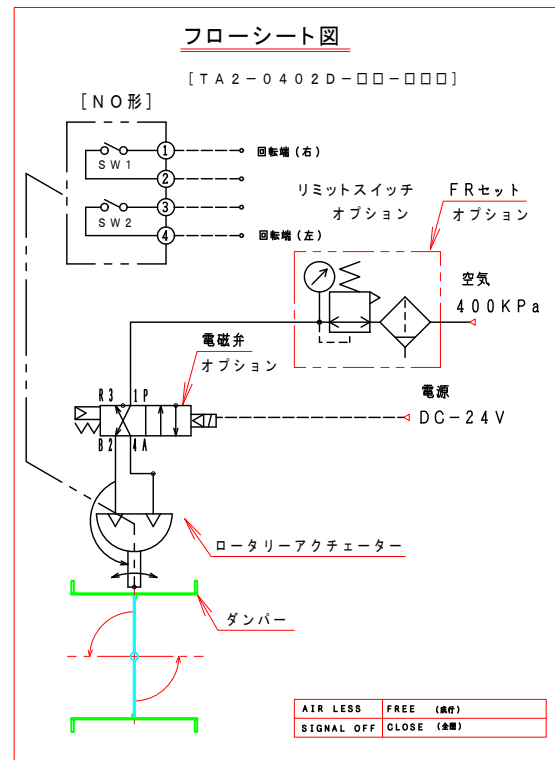 フローシート図
[TA2-0402D-□□-□□□]
[NO形]
1
回転端(右)
SW1
2
3
SW2
4
回転端(左)
リミットスイッチ
オプション
FRセット
オプション
空気
400KPa
電磁弁
オプション
電源
DC-24V
R3 1P
B2 4A
ロータリーアクチェーター
ダンパー
AIR LESS FREE
SIGNAL OFF CLOSE (全閉)